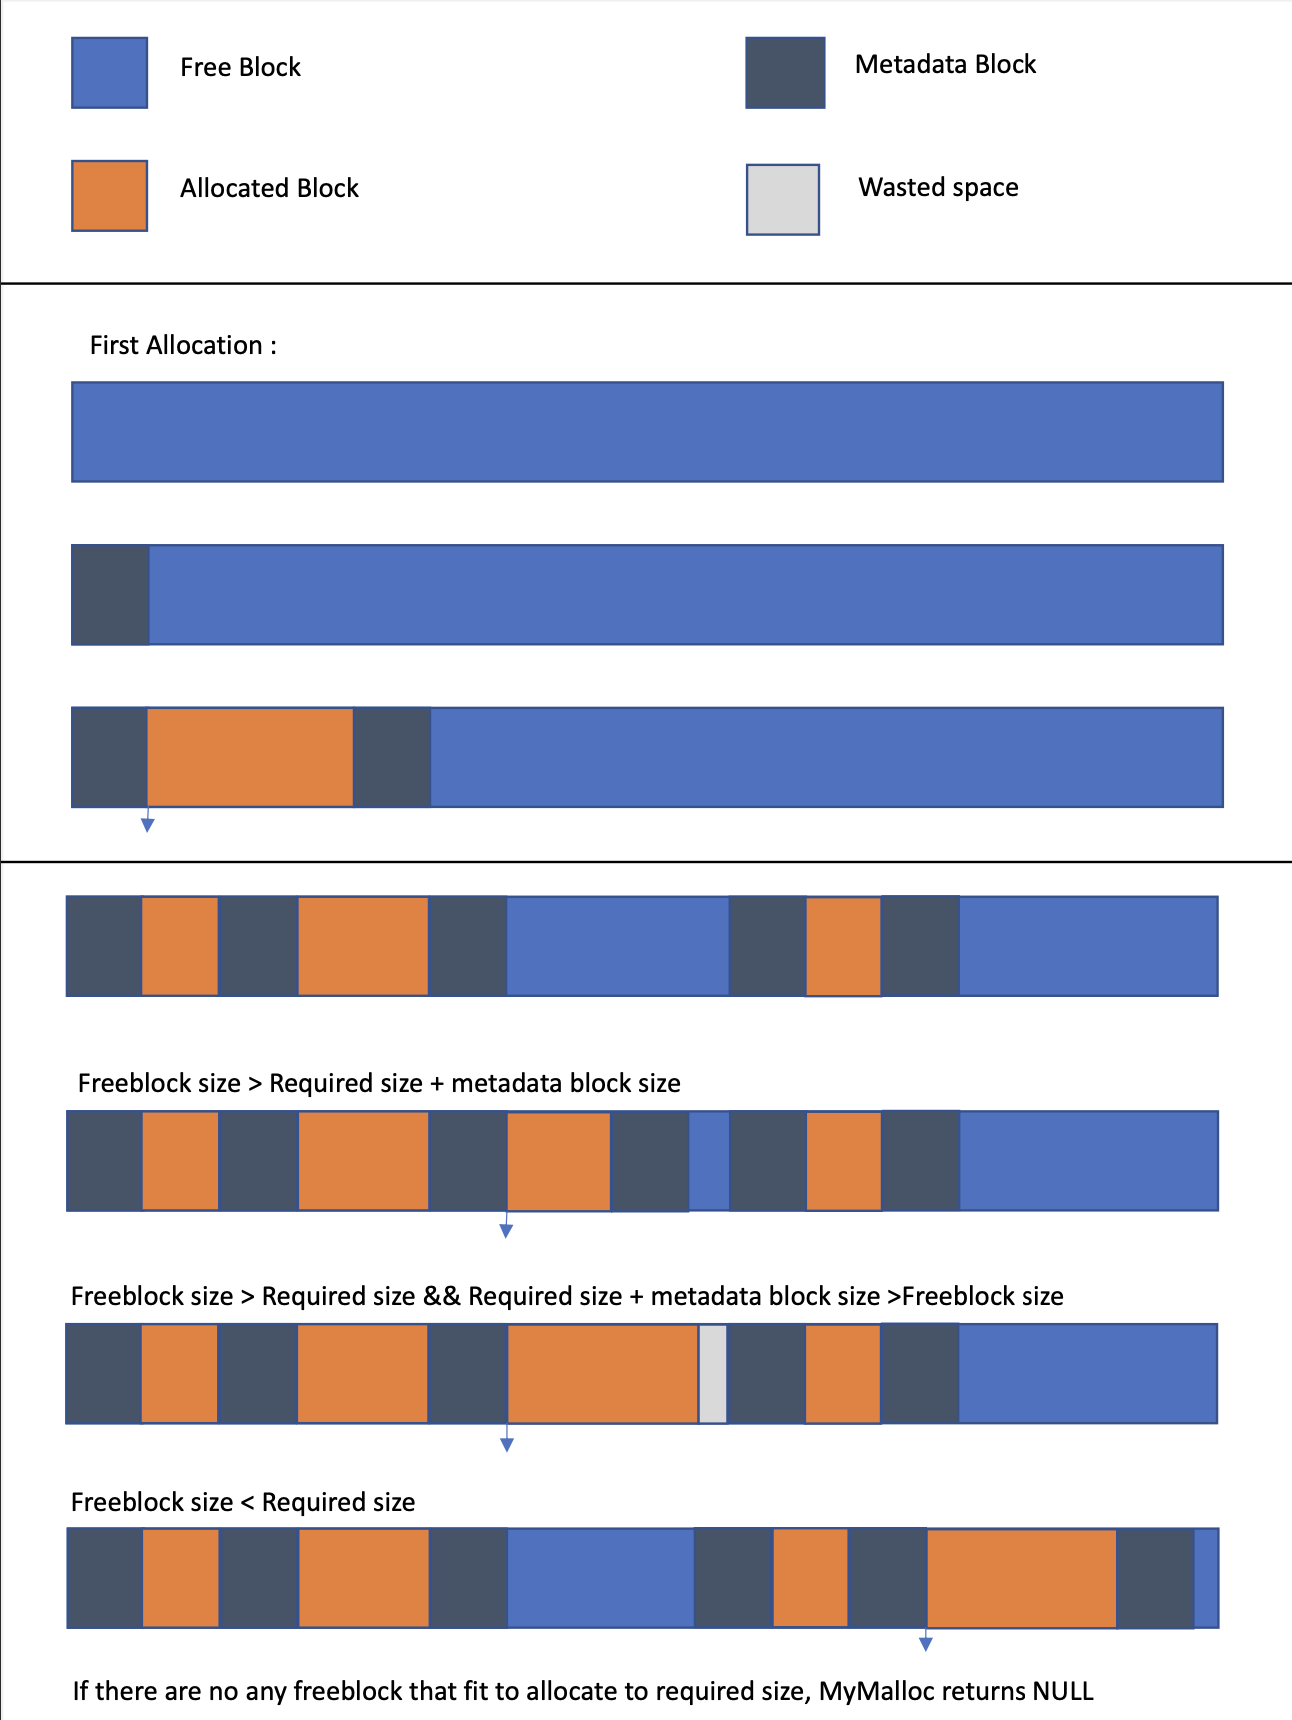 Free Block
Metadata Block
Allocated Block
Wasted space
First Allocation :
Freeblock size > Required size + metadata block size
Freeblock size > Required size && Required size + metadata block size >Freeblock size
Freeblock size < Required size
If there are no any freeblock that fit to allocate to required size, MyMalloc returns NULL